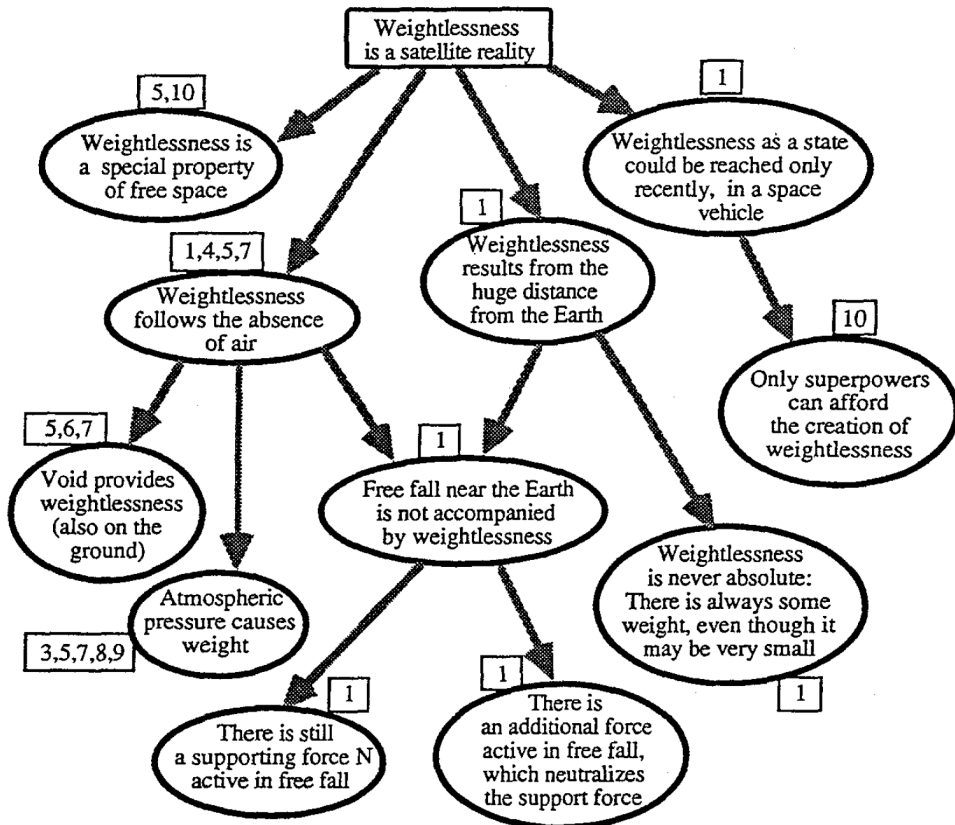 Weightlessness
is a satellite reality
5,10
Weightlessness is
a special property
of free space
1
Weightlessness as a state
could be reached only
recently, in a space
vehicle
1,4,5,7
Weightlessness
follows the absence
of air
1
Weightlessness
results from the
huge distance
from the Earth
10
Only superpowers
can afford
the creation of
weightlessness
5,6,7
Void provides
weightlessness
(also on the
ground)
1
Free fall near the Earth
is not accompanied
by weightlessness
Weightlessness
is never absolute:
There is always some
weight, even though it
may be very small
1
Atmospheric
pressure causes
weight
3,5,7,8,9
1
There is still
a supporting force N
active in free fall
1
There is
an additional force
active in free fall,
which neutralizes
the support force